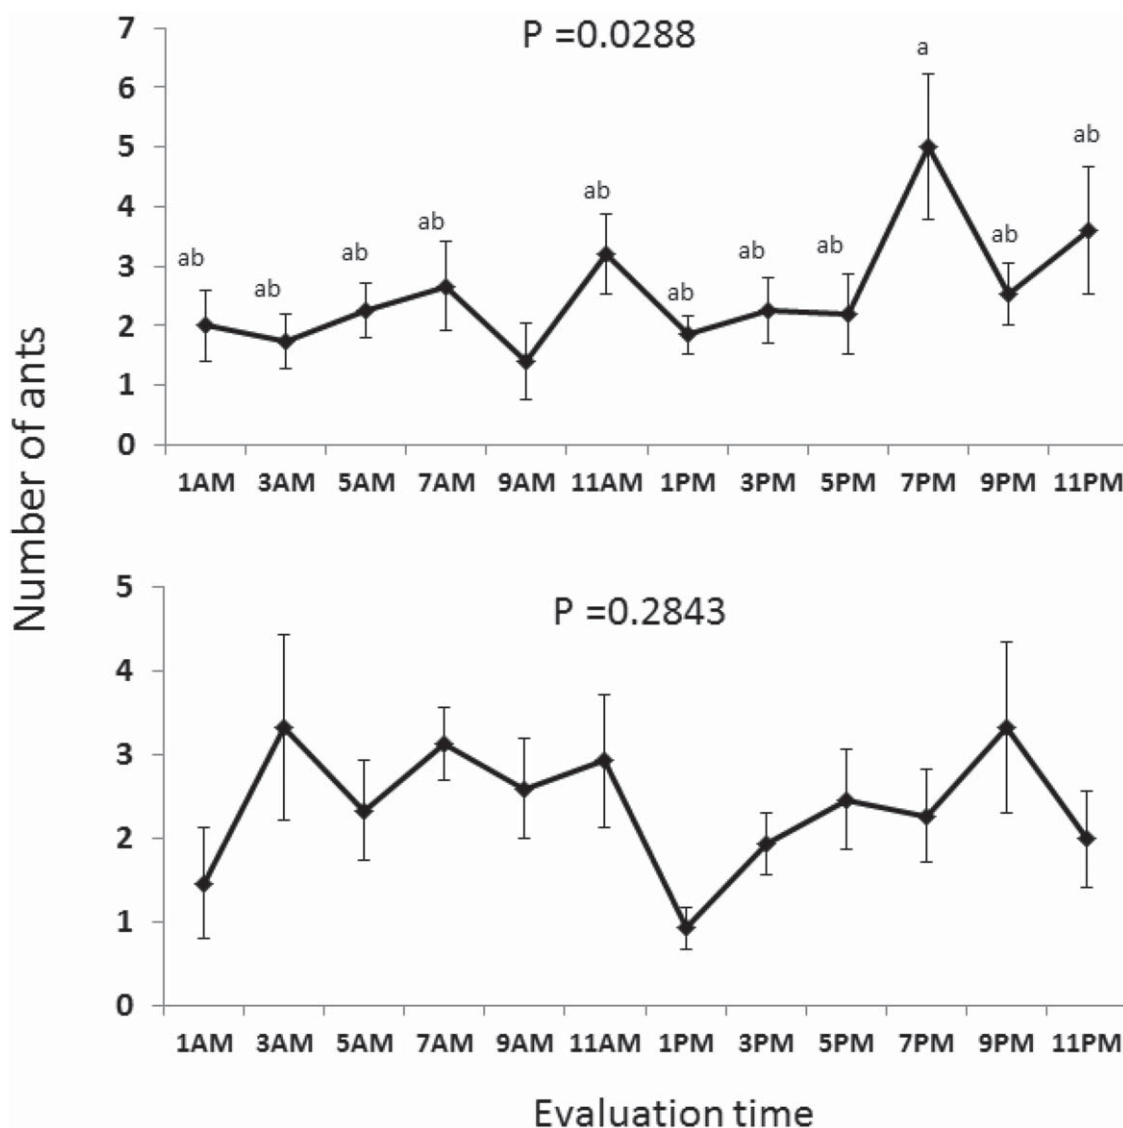 Number of ants
7
P =0.0288
a
6
5
ab
4
ab
ab
3
ab
ab
ab
ab
ab
ab
ab
2
1
0
1AM 3AM 5AM 7AM 9AM 11AM 1PM 3PM 5PM 7PM 9PM 11PM
5
P =0.2843
4
3
2
1
0
1AM 3AM 5AM 7AM 9AM 11AM 1PM 3PM 5PM 7PM 9PM 11PM
Evaluation time